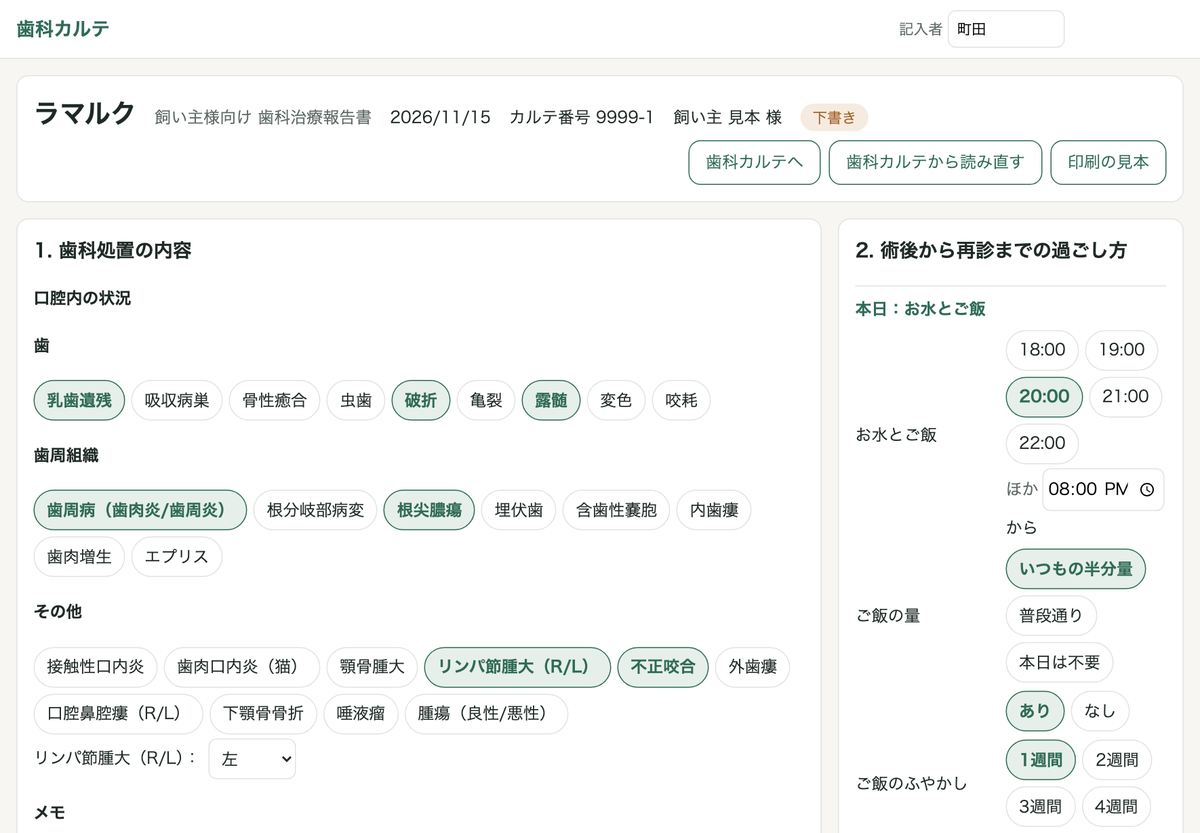 歯科カルテ
記入者 町田
ラマルク 飼い主様向け 歯科治療報告書 2026/11/15 カルテ番号 9999-1 飼い主 見本 様 下書き
歯科カルテへ 歯科カルテから読み直す 印刷の見本
1. 歯科処置の内容
口腔内の状況
歯
乳歯遺残 吸収病巣 骨性癒合 虫歯 破折 亀裂 露髄 変色 咬耗
歯周組織
歯周病（歯肉炎/歯周炎） 根分岐部病変 根尖膿瘍 埋伏歯 含歯性嚢胞 内歯瘻
歯肉増生 エプリス
その他
接触性口内炎 歯肉口内炎（猫） 顎骨腫大 リンパ節腫大（R/L） 不正咬合 外歯瘻
口腔鼻腔瘻（R/L） 下顎骨骨折 唾液瘤 腫瘍（良性/悪性）
リンパ節腫大（R/L）： 左
メモ
2. 術後から再診までの過ごし方
本日：お水とご飯
お水とご飯
18:00 19:00
20:00 21:00
22:00
ほか 08:00 PM
から
ご飯の量
いつもの半分量
普段通り
本日は不要
ご飯のふやかし
あり なし
1週間 2週間
3週間 4週間